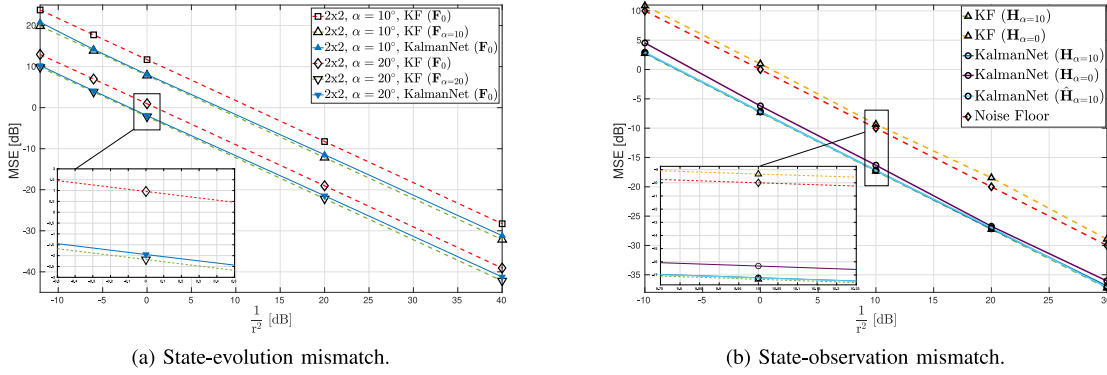 MSE [dB]
20
10
0
-10
-20
-30
-40
-10 -5 0 5 10 15 20 25 30 35 40
1/r² [dB]
2x2, α = 10°, KF (F₀)
2x2, α = 10°, KF (Fα=10)
2x2, α = 10°, KalmanNet (F₀)
2x2, α = 20°, KF (F₀)
2x2, α = 20°, KF (Fα=20)
2x2, α = 20°, KalmanNet (F₀)
(a) State-evolution mismatch.
MSE [dB]
10
5
0
-5
-10
-15
-20
-25
-30
-35
-10 -5 0 5 10 15 20 25 30
1/r² [dB]
KF (Hα=10)
KF (Hα=0)
KalmanNet (Hα=10)
KalmanNet (Hα=0)
KalmanNet (Ĥα=10)
Noise Floor
(b) State-observation mismatch.